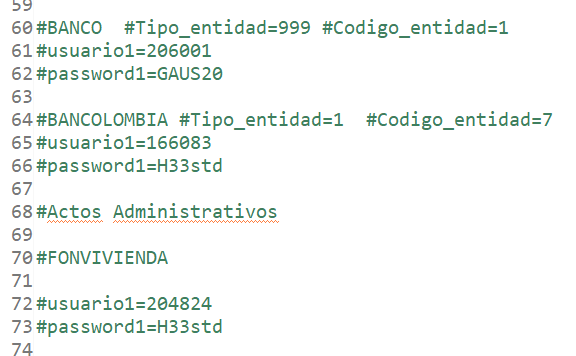 59
60 #BANCO  #Tipo_entidad=999 #Codigo_entidad=1
61 #usuario1=206001
62 #password1=GAUS20
63
64 #BANCOLOMBIA #Tipo_entidad=1  #Codigo_entidad=7
65 #usuario1=166083
66 #password1=H33std
67
68 #Actos Administrativos
69
70 #FONVIVIENDA
71
72 #usuario1=204824
73 #password1=H33std
74